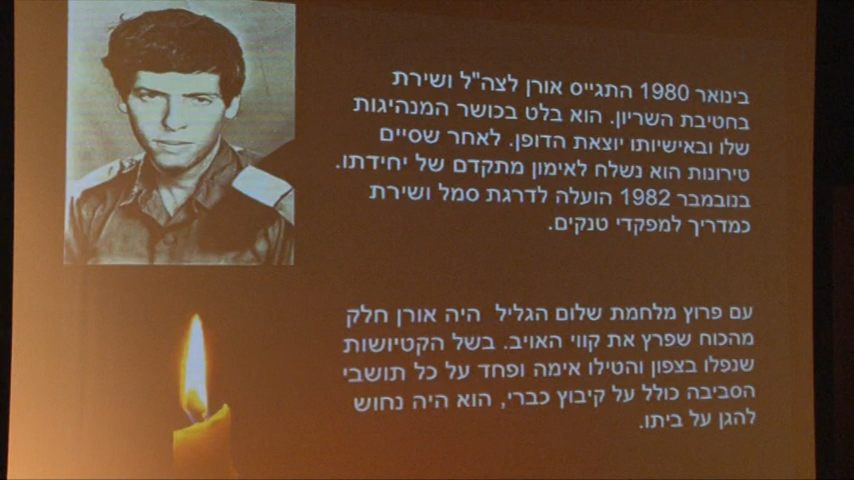 בינואר 1980 התגייס אורן לצה"ל ושירת
בחטיבת השריון. הוא בלט בכושר המנהיגות
שלו ובאישיותו יוצאת הדופן. לאחר שסיים
טירונות הוא נשלח לאימון מתקדם של יחידתו.
בנובמבר 1982 הועלה לדרגת סמל ושירת
כמדריך למפקדי טנקים.
עם פרוץ מלחמת שלום הגליל היה אורן חלק
מהכוח שפרץ את קווי האויב. בשל הקטיושות
שנפלו בצפון והטילו אימה ופחד על כל תושבי
הסביבה כולל על קיבוץ כברי, הוא היה נחוש
להגן על ביתו.